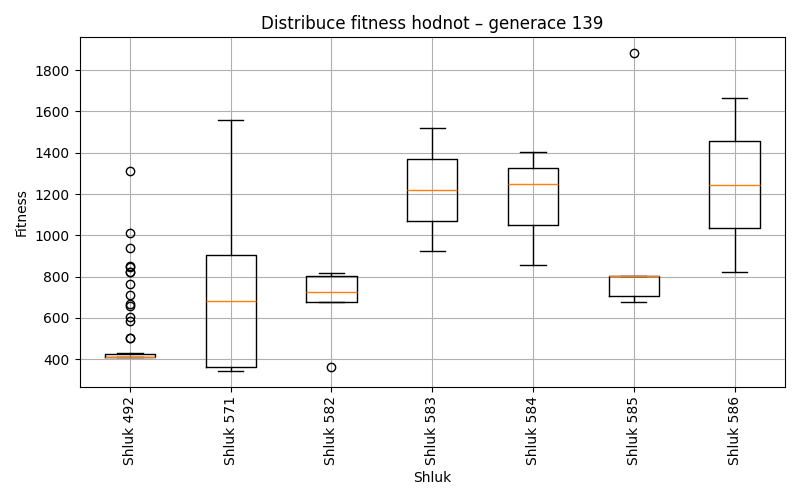 Distribuce fitness hodnot – generace 139
1800
1600
1400
1200
1000
800
600
400
Fitness
Shluk 492
Shluk 571
Shluk 582
Shluk 583
Shluk 584
Shluk 585
Shluk 586
Shluk